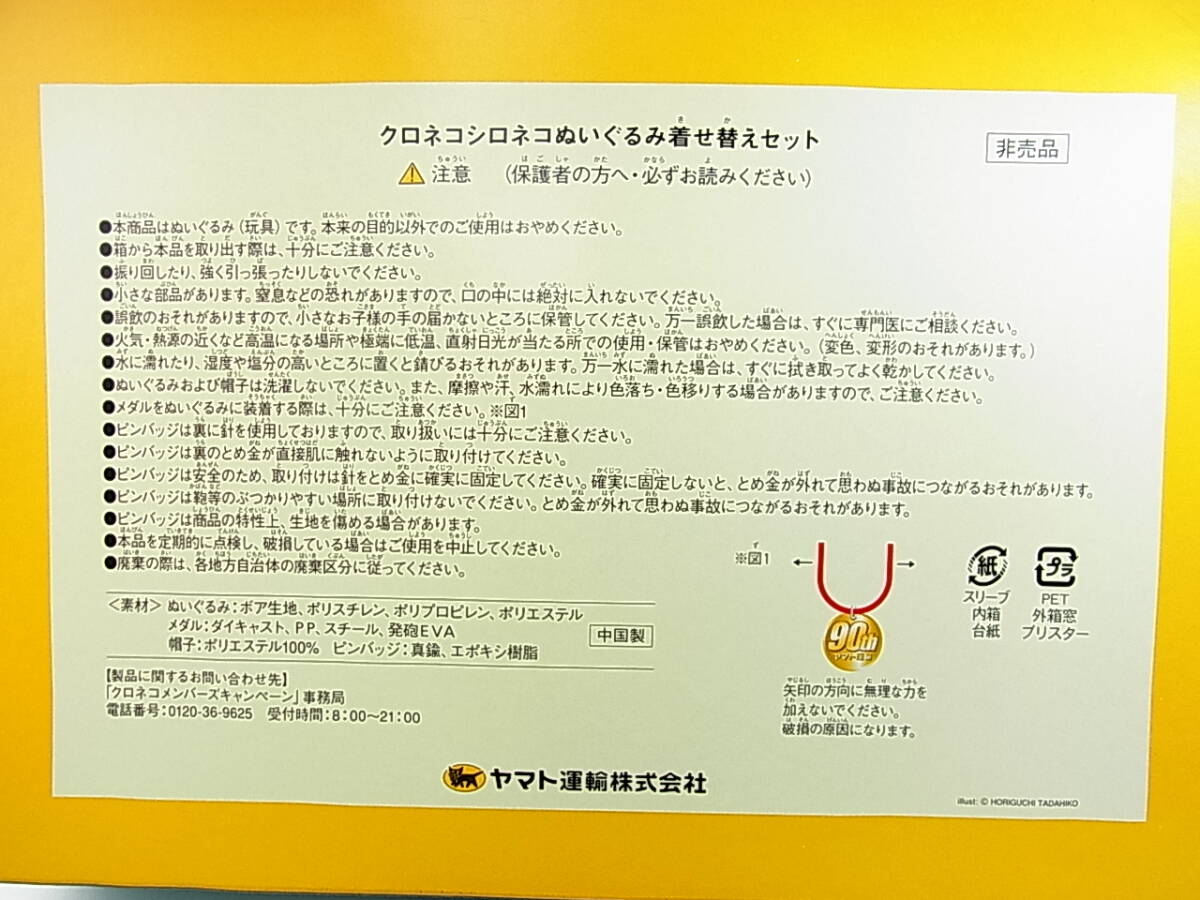 クロネコシロネコぬいぐるみ着せ替えセット
非売品
注意 （保護者の方へ・必ずお読みください）
●本商品はぬいぐるみ（玩具）です。本来の目的以外でのご使用はおやめください。
●箱から本品を取り出す際は、十分にご注意ください。
●振り回したり、強く引っ張ったりしないでください。
●小さな部品があります。窒息などの恐れがありますので、口の中には絶対に入れないでください。
●誤飲のおそれがありますので、小さなお子様の手の届かないところに保管してください。万一誤飲した場合は、すぐに専門医にご相談ください。
●火気・熱源の近くなど高温になる場所や極端に低温、直射日光が当たる所での使用・保管はおやめください。（変色、変形のおそれがあります。）
●水に濡れたり、湿度や塩分の高いところに置くと錆びるおそれがあります。万一水に濡れた場合は、すぐに拭き取ってよく乾かしてください。
●ぬいぐるみおよび帽子は洗濯しないでください。また、摩擦や汗、水濡れにより色落ち・色移りする場合がありますので、ご注意ください。
●メダルをぬいぐるみに装着する際は、十分にご注意ください。※図1
●ピンバッジは裏に針を使用しておりますので、取り扱いには十分にご注意ください。
●ピンバッジは裏のとめ金が直接肌に触れないように取り付けてください。
●ピンバッジは安全のため、取り付けは針をとめ金に確実に固定してください。確実に固定しないと、とめ金が外れて思わぬ事故につながるおそれがあります。
●ピンバッジは鞄等のぶつかりやすい場所に取り付けないでください。とめ金が外れて思わぬ事故につながるおそれがあります。
●ピンバッジは商品の特性上、生地を傷める場合があります。
●本品を定期的に点検し、破損している場合はご使用を中止してください。
●廃棄の際は、各地方自治体の廃棄区分に従ってください。
＜素材＞ ぬいぐるみ：ボア生地、ポリスチレン、ポリプロピレン、ポリエステル
メダル：ダイキャスト、PP、スチール、発砲EVA
帽子：ポリエステル100% ピンバッジ：真鍮、エポキシ樹脂
中国製
【製品に関するお問い合わせ先】
「クロネコメンバーズキャンペーン」事務局
電話番号：0120-36-9625 受付時間：8：00～21：00
※図1
90th
矢印の方向に無理な力を
加えないでください。
破損の原因になります。
紙
スリーブ
内箱
台紙
プラ
PET
外箱窓
ブリスター
ヤマト運輸株式会社
illust: © HORIGUCHI TADAHIKO